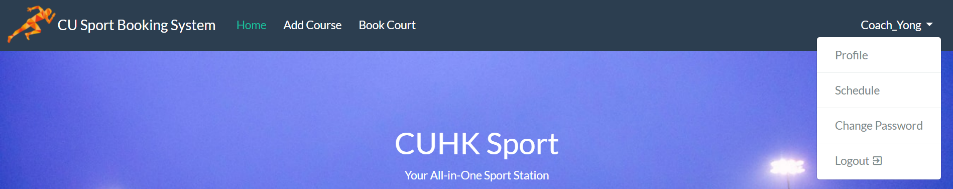 CU Sport Booking System Home Add Course Book Court Coach_Yong
Profile
Schedule
Change Password
Logout
CUHK Sport
Your All-in-One Sport Station